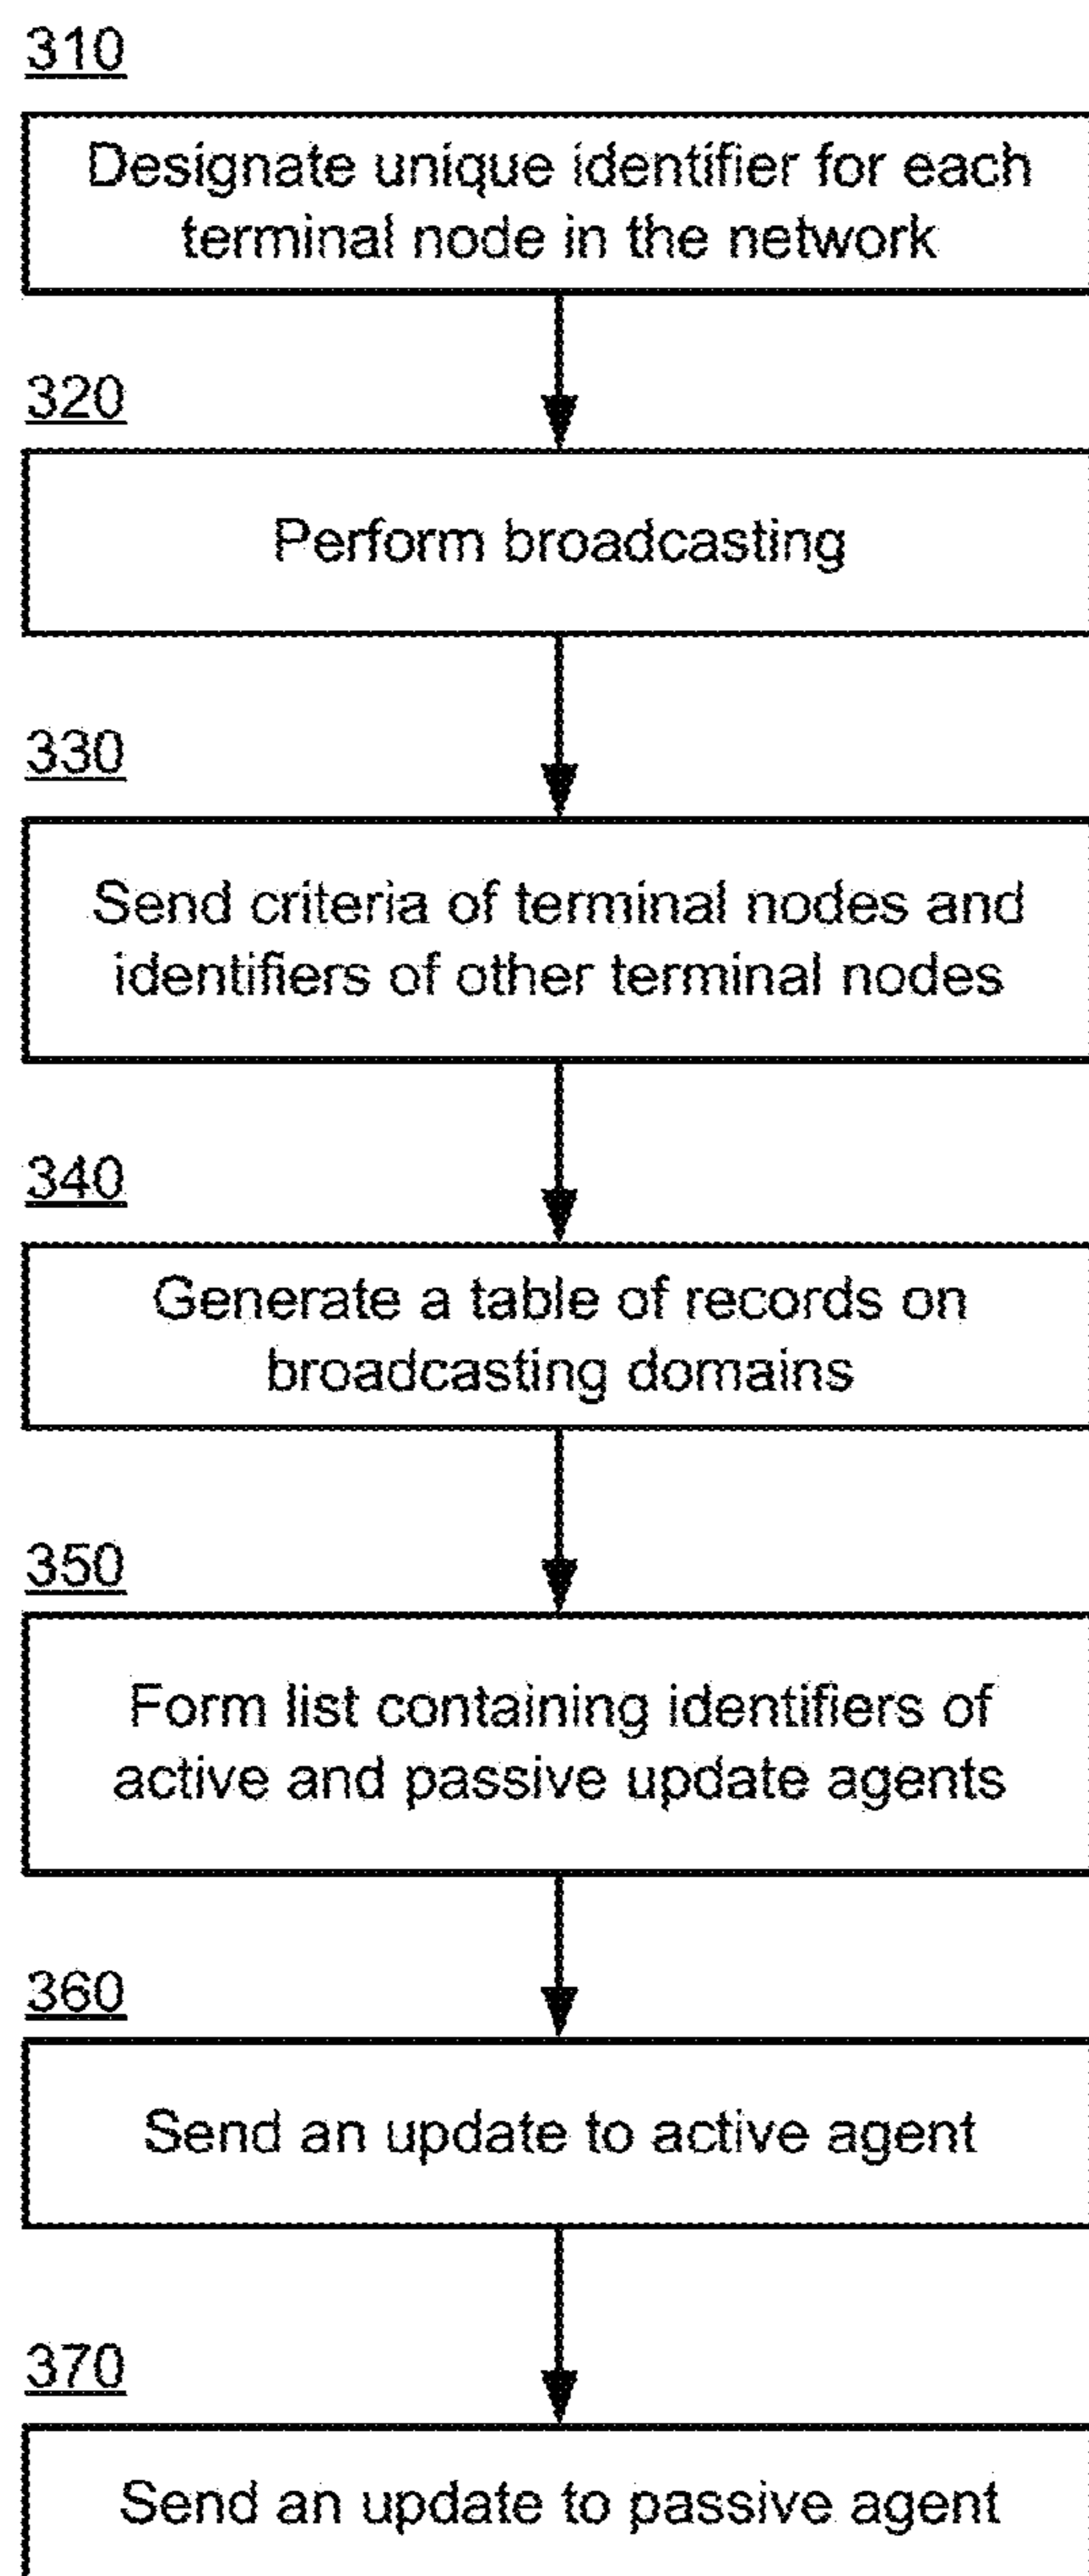 310
Designate unique identifier for each
terminal node in the network
320
Perform broadcasting
330
Send criteria of terminal nodes and
identifiers of other terminal nodes
340
Generate a table of records on
broadcasting domains
350
Form list containing identifiers of
active and passive update agents
360
Send an update to active agent
370
Send an update to passive agent